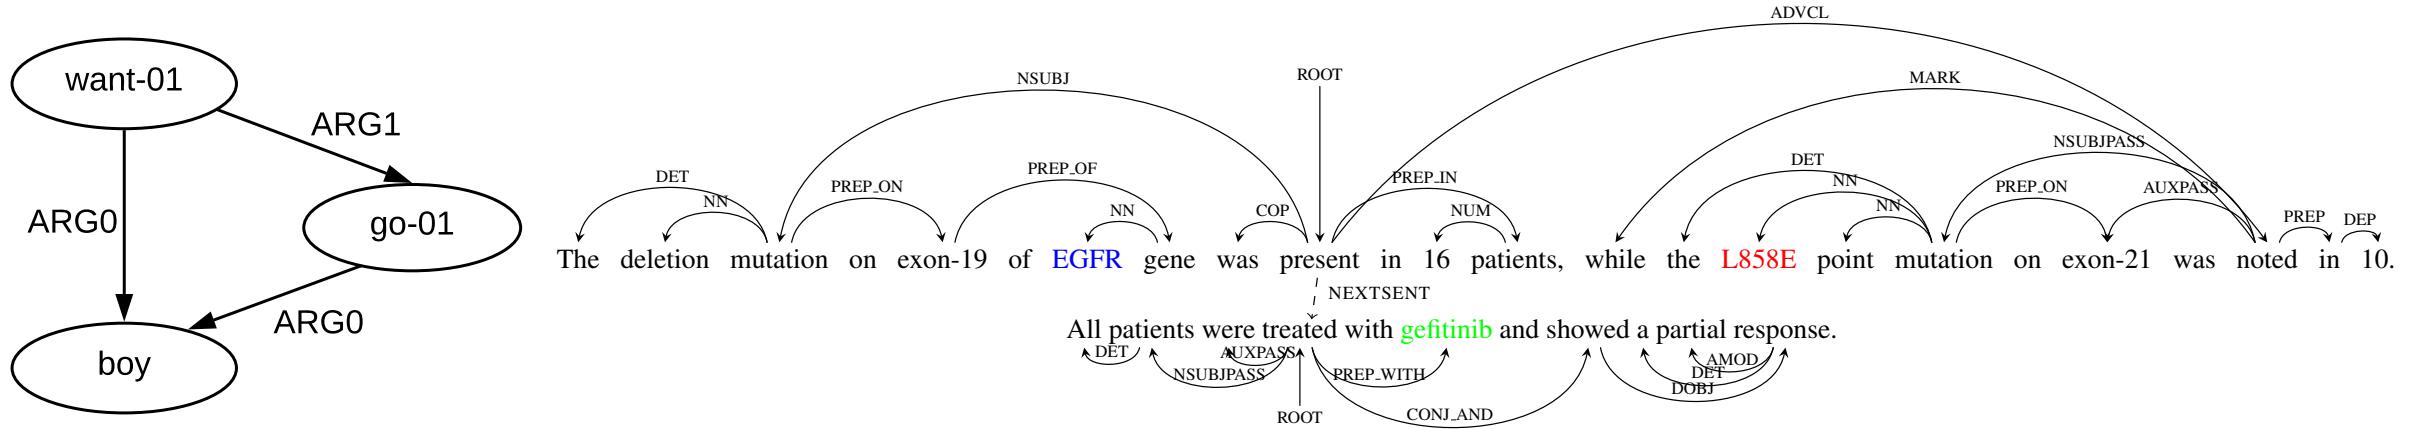 want-01
ARG1
ARG0
go-01
ARG0
boy
ADVCL
NSUBJ
ROOT
MARK
NSUBJPASS
DET
NN
PREP_ON
PREP_OF
NN
COP
PREP_IN
NUM
DET
NN
NN
PREP_ON
AUXPASS
PREP
DEP
The deletion mutation on exon-19 of EGFR gene was present in 16 patients, while the L858E point mutation on exon-21 was noted in 10.
NEXTSENT
All patients were treated with gefitinib and showed a partial response.
DET
AUXPASS
NSUBJPASS
PREP_WITH
AMOD
DET
DOBJ
ROOT
CONJ_AND